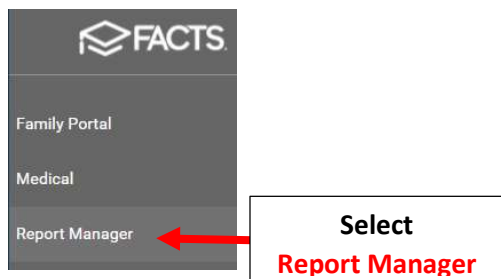 FACTS.
Family Portal
Medical
Report Manager
Select
Report Manager